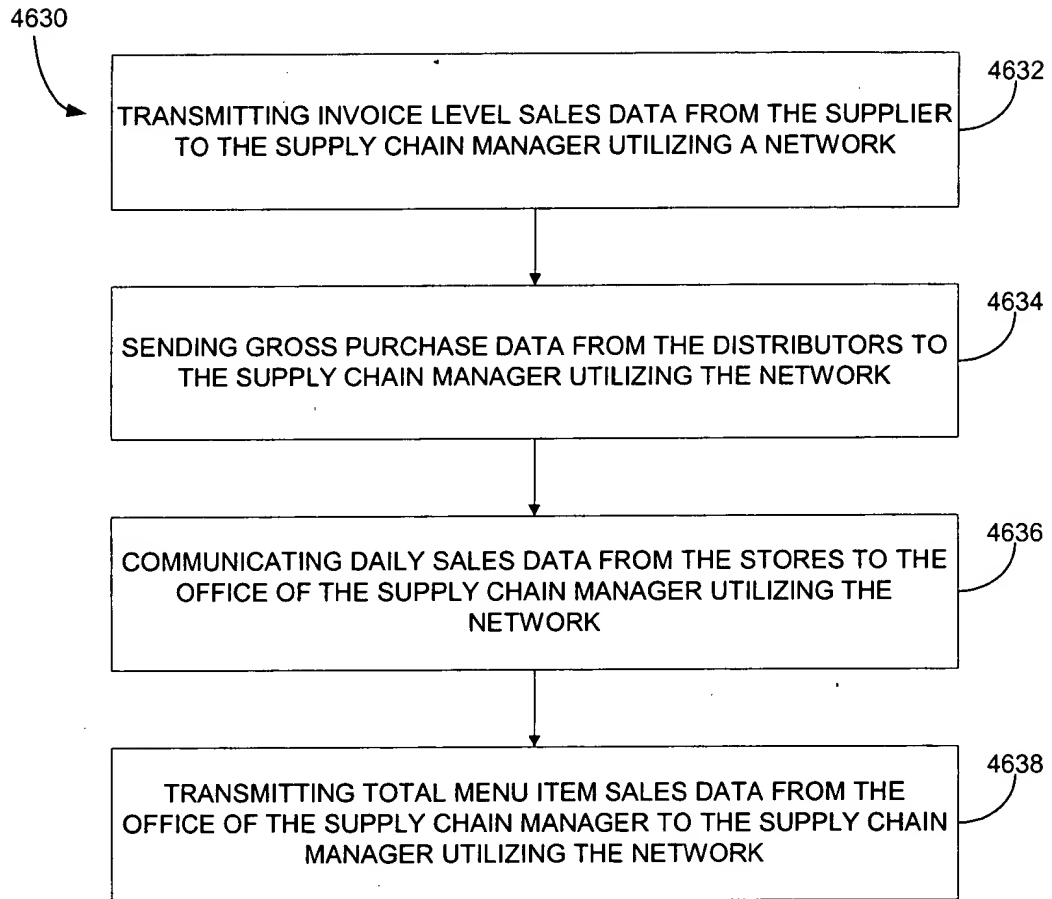 4630
4632
TRANSMITTING INVOICE LEVEL SALES DATA FROM THE SUPPLIER
TO THE SUPPLY CHAIN MANAGER UTILIZING A NETWORK
4634
SENDING GROSS PURCHASE DATA FROM THE DISTRIBUTORS TO
THE SUPPLY CHAIN MANAGER UTILIZING THE NETWORK
4636
COMMUNICATING DAILY SALES DATA FROM THE STORES TO THE
OFFICE OF THE SUPPLY CHAIN MANAGER UTILIZING THE
NETWORK
4638
TRANSMITTING TOTAL MENU ITEM SALES DATA FROM THE
OFFICE OF THE SUPPLY CHAIN MANAGER TO THE SUPPLY CHAIN
MANAGER UTILIZING THE NETWORK